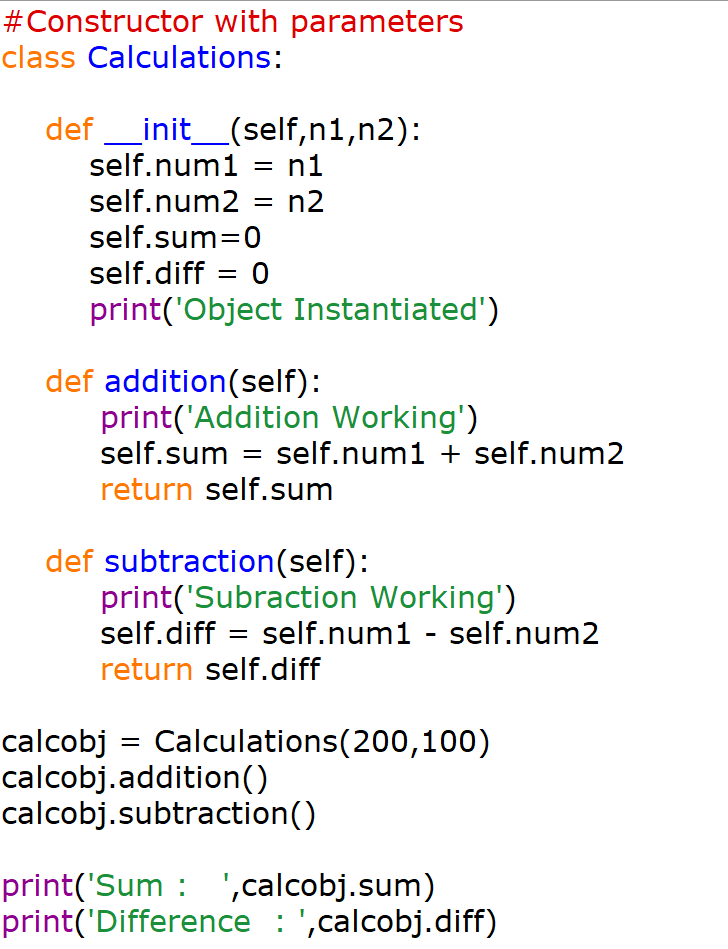 #Constructor with parameters
class Calculations:
def __init__(self,n1,n2):
self.num1 = n1
self.num2 = n2
self.sum=0
self.diff = 0
print('Object Instantiated')
def addition(self):
print('Addition Working')
self.sum = self.num1 + self.num2
return self.sum
def subtraction(self):
print('Subraction Working')
self.diff = self.num1 - self.num2
return self.diff
calcobj = Calculations(200,100)
calcobj.addition()
calcobj.subtraction()
print('Sum :   ',calcobj.sum)
print('Difference  : ',calcobj.diff)